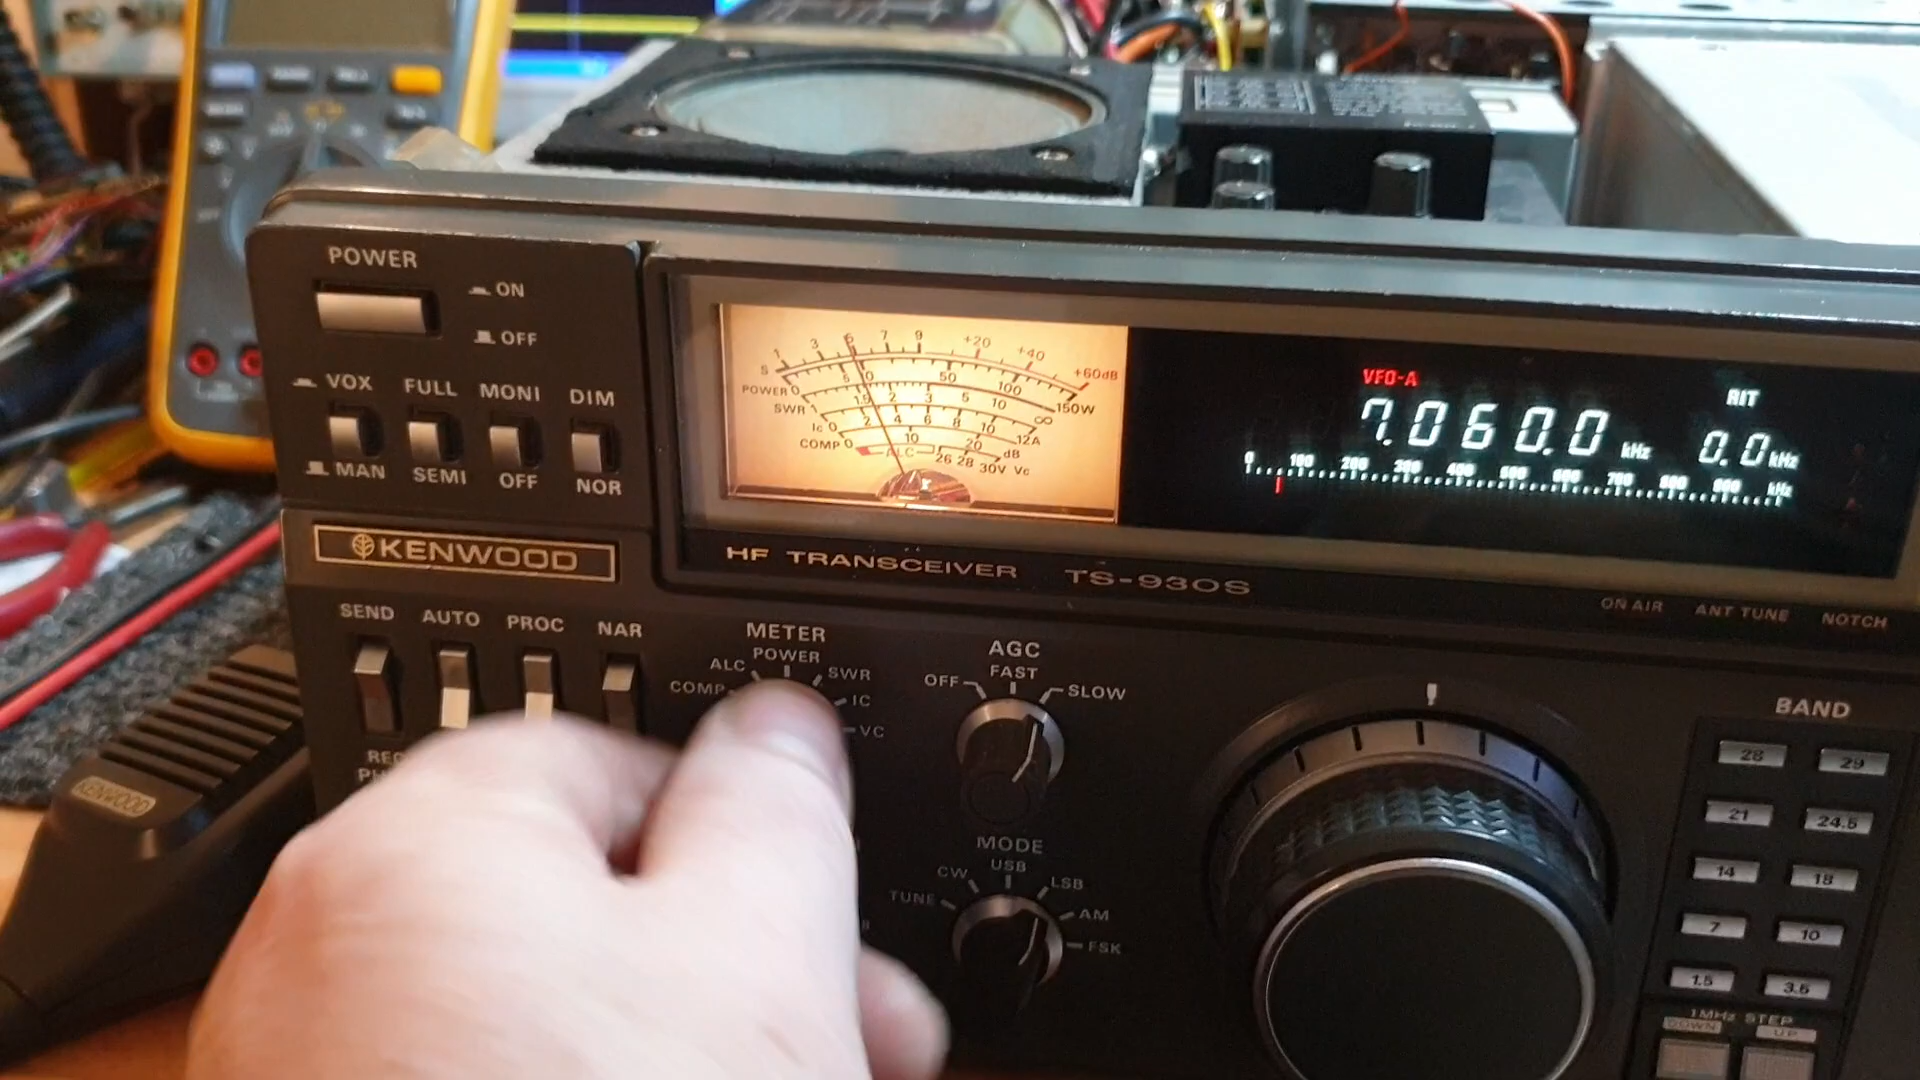 POWER
ON
OFF
VOX FULL MONI DIM
MAN SEMI OFF NOR
KENWOOD
S 1 3 5 7 9 +20 +40 +60dB
POWER 0 5 10 50 100 150W
SWR 1 1.5 2 3 5 10 ∞
Ic 0 2 4 6 8 10 12A
COMP 0 10 20 dB
ALC 26 28 30V Vc
VFO-A
RIT
7.060.0 kHz
0.0 kHz
0 100 200 300 400 500 600 700 800 900 kHz
HF TRANSCEIVER TS-930S
ON AIR ANT TUNE NOTCH
SEND AUTO PROC NAR
REC
METER
POWER
ALC SWR
COMP IC
VC
AGC
FAST
OFF SLOW
MODE
USB
CW LSB
TUNE AM
FSK
BAND
28 29
21 24.5
14 18
7 10
1.5 3.5
1MHz STEP
DOWN UP
KENWOOD